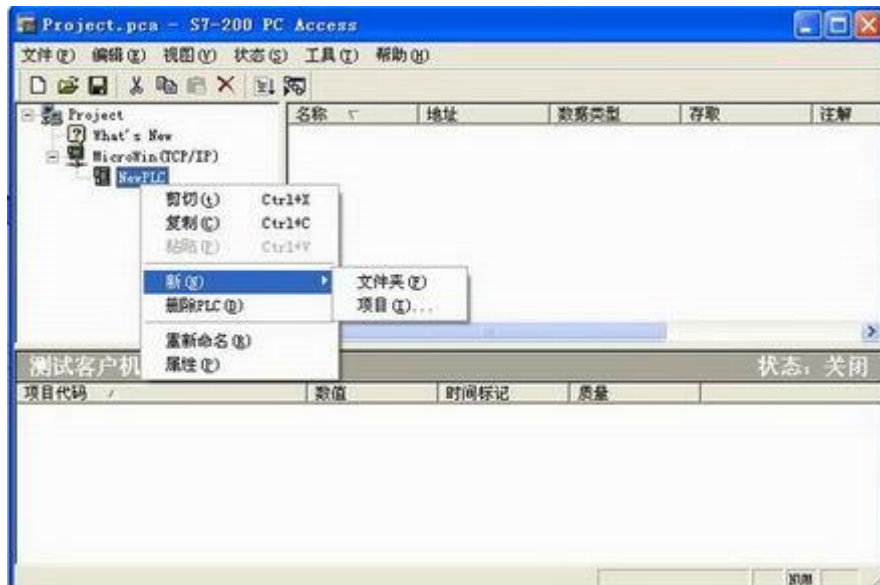 Project.pca - S7-200 PC Access
文件(F) 编辑(E) 视图(V) 状态(S) 工具(T) 帮助(H)
Project
What's New
MicroWin(TCP/IP)
NewPLC
名称 地址 数据类型 存取 注解
剪切(t) Ctrl+X
复制(C) Ctrl+C
粘贴(P) Ctrl+V
新(N)
文件夹(F)
删除PLC(D)
项目(I)...
重新命名(R)
属性(P)
测试客户机 状态：关闭
项目代码 数值 时间标记 质量
NUM